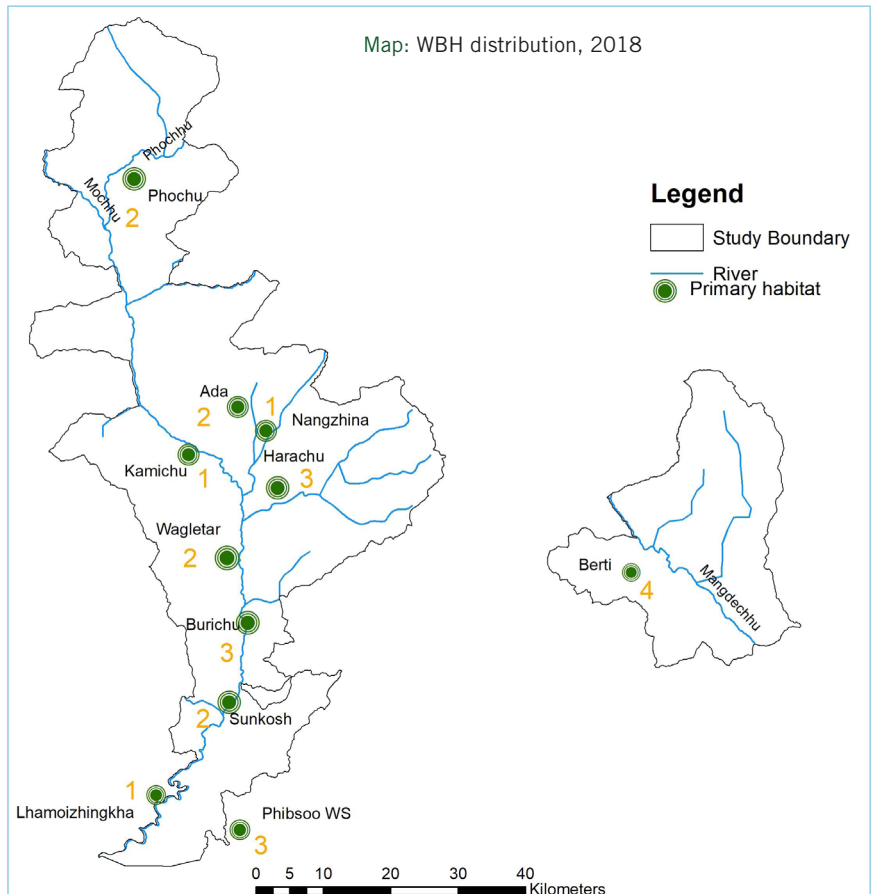 Map: WBH distribution, 2018
Phochhu
Mochhu
Phochu
2
Legend
Study Boundary
River
Primary habitat
Ada
2
1
Nangzhina
Harachu
3
Kamichu
1
Wagletar
2
Berti
4
Mangdechhu
Burichu
3
2
Sunkosh
1
Lhamoizhingkha
Phibsoo WS
3
0 5 10 20 30 40
Kilometers